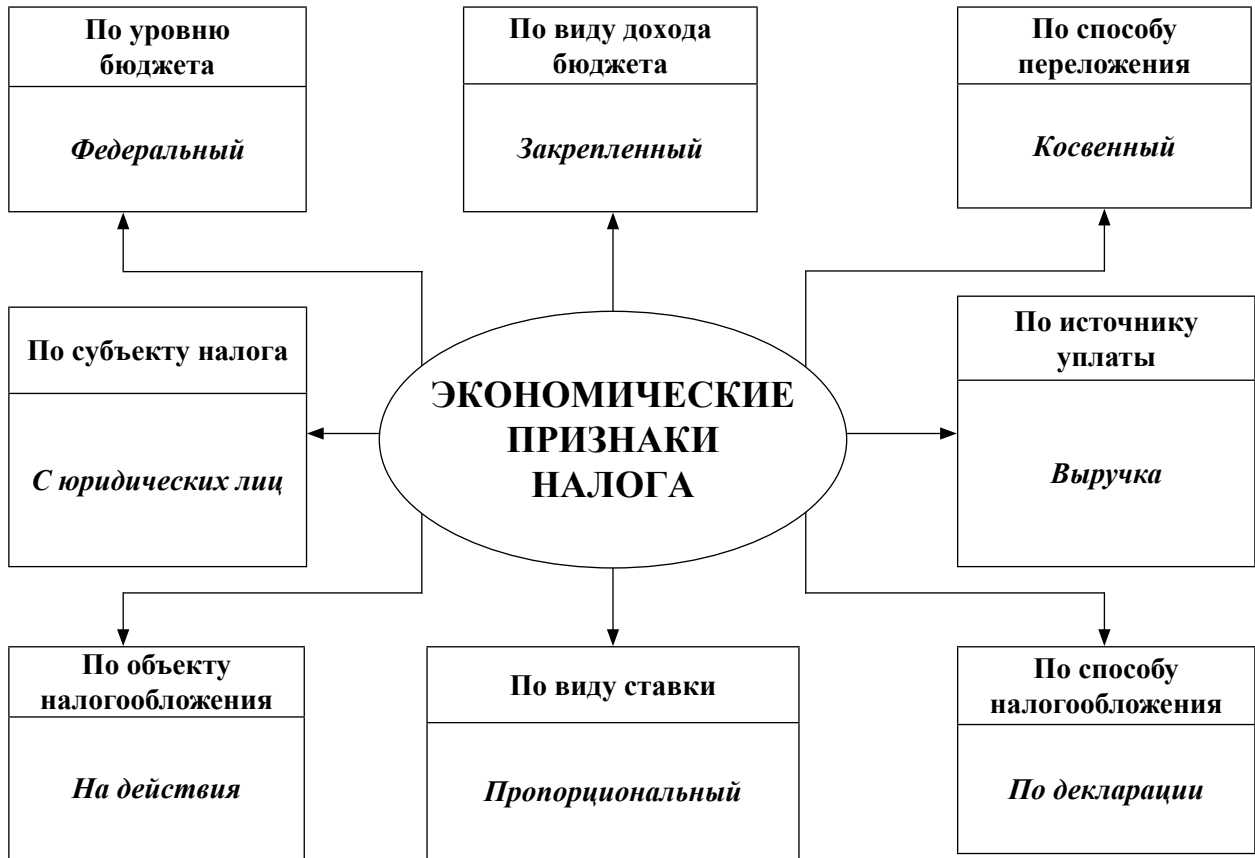 По уровню
бюджета
Федеральный
По виду дохода
бюджета
Закрепленный
По способу
переложения
Косвенный
По субъекту налога
С юридических лиц
ЭКОНОМИЧЕСКИЕ
ПРИЗНАКИ
НАЛОГА
По источнику
уплаты
Выручка
По объекту
налогообложения
На действия
По виду ставки
Пропорциональный
По способу
налогообложения
По декларации